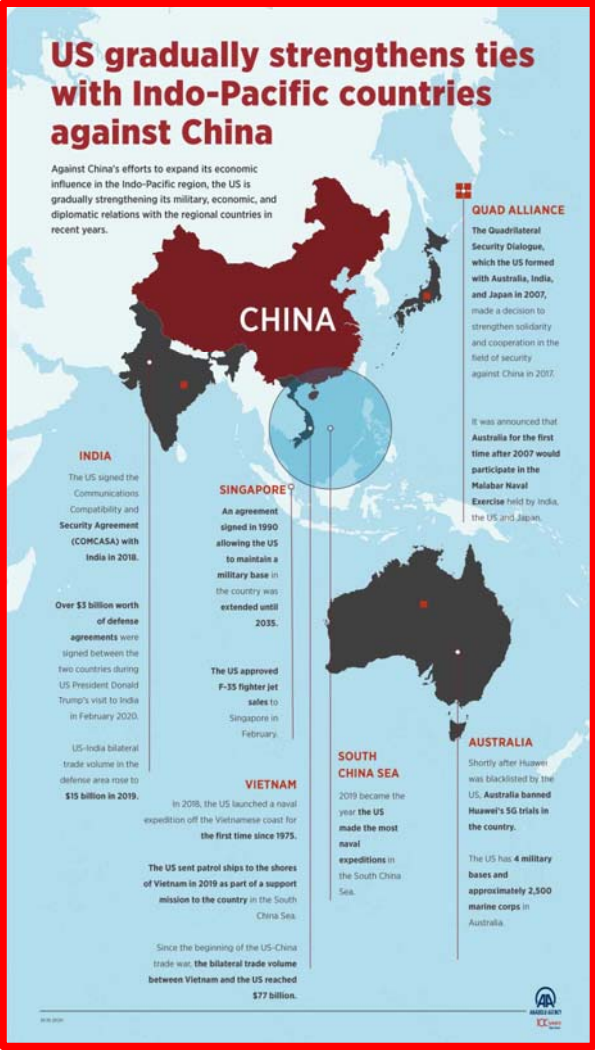 US gradually strengthens ties
with Indo-Pacific countries
against China
Against China's efforts to expand its economic
influence in the Indo-Pacific region, the US is
gradually strengthening its military, economic, and
diplomatic relations with the regional countries in
recent years.
CHINA
QUAD ALLIANCE
The Quadrilateral
Security Dialogue,
which the US formed
with Australia, India,
and Japan in 2007,
made a decision to
strengthen solidarity
and cooperation in the
field of security
against China in 2017.
It was announced that
Australia for the first
time after 2007 would
participate in the
Malabar Naval
Exercise held by India,
the US and Japan.
INDIA
The US signed the
Communications
Compatibility and
Security Agreement
(COMCASA) with
India in 2018.
Over $3 billion worth
of defense
agreements were
signed between the
two countries during
US President Donald
Trump's visit to India
in February 2020.
US-India bilateral
trade volume in the
defense area rose to
$15 billion in 2019.
SINGAPORE
An agreement
signed in 1990
allowing the US
to maintain a
military base in
the country was
extended until
2035.
The US approved
F-35 fighter jet
sales to
Singapore in
February.
VIETNAM
In 2018, the US launched a naval
expedition off the Vietnamese coast for
the first time since 1975.
The US sent patrol ships to the shores
of Vietnam in 2019 as part of a support
mission to the country in the South
China Sea.
Since the beginning of the US-China
trade war, the bilateral trade volume
between Vietnam and the US reached
$77 billion.
SOUTH
CHINA SEA
2019 became the
year the US
made the most
naval
expeditions in
the South China
Sea.
AUSTRALIA
Shortly after Huawei
was blacklisted by the
US, Australia banned
Huawei's 5G trials in
the country.
The US has 4 military
bases and
approximately 2,500
marine corps in
Australia.
AA
ANADOLU AGENCY